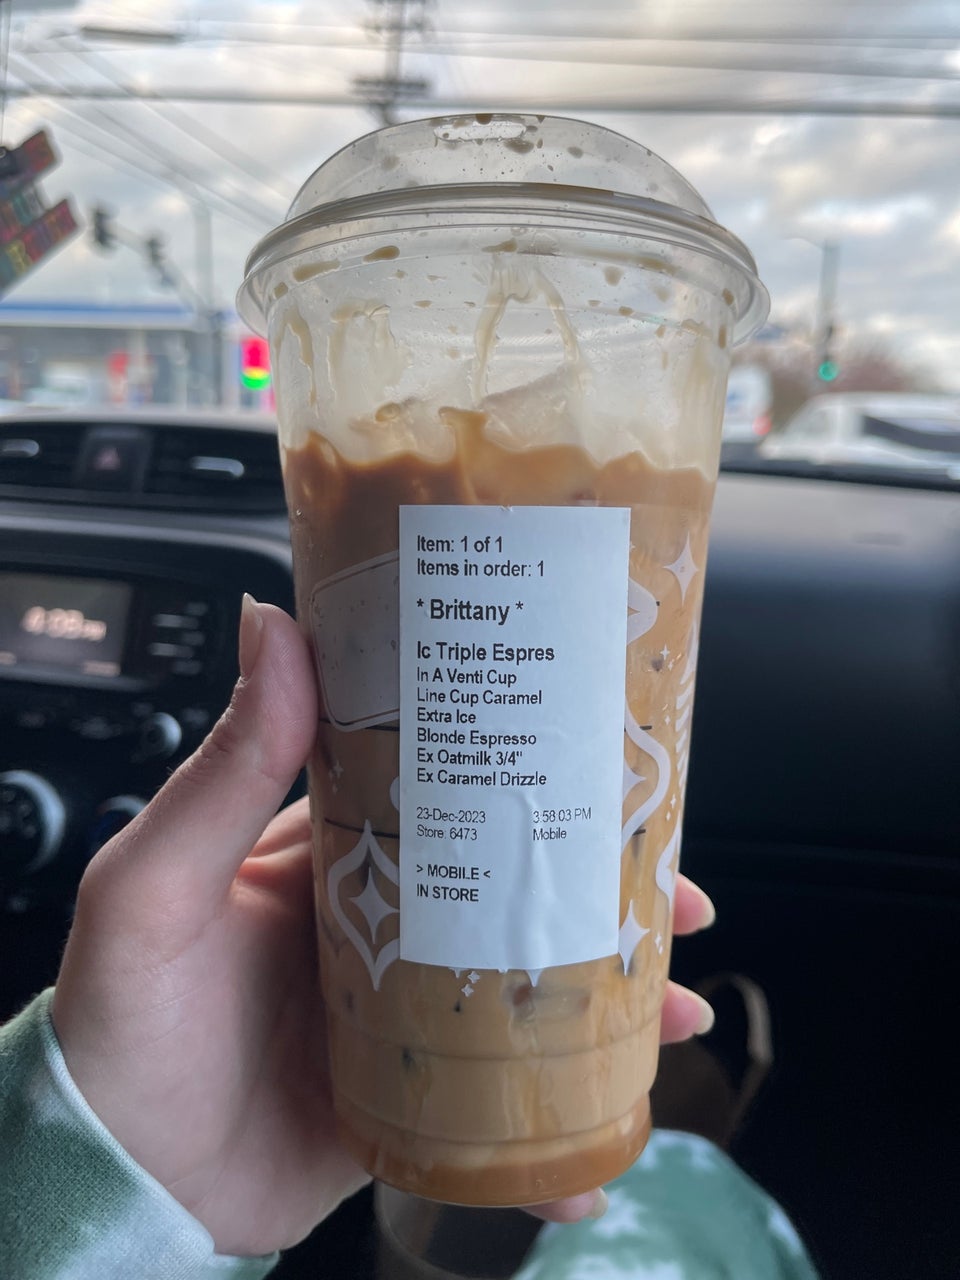 Item: 1 of 1
Items in order: 1
* Brittany *
Ic Triple Espres
In A Venti Cup
Line Cup Caramel
Extra Ice
Blonde Espresso
Ex Oatmilk 3/4"
Ex Caramel Drizzle
23-Dec-2023 3:58:03 PM
Store: 6473 Mobile
> MOBILE <
IN STORE